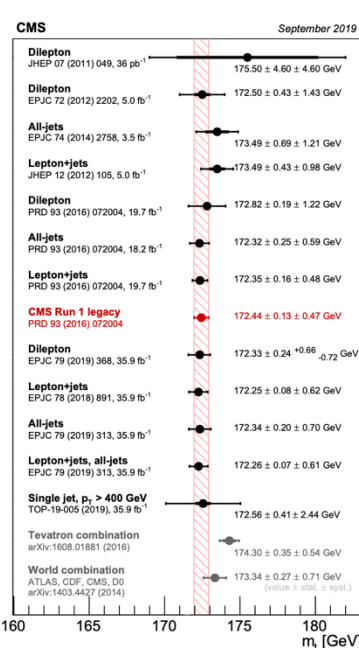 CMS September 2019
Dilepton
JHEP 07 (2011) 049, 36 pb⁻¹
175.50 ± 4.60 ± 4.60 GeV
Dilepton
EPJC 72 (2012) 2202, 5.0 fb⁻¹
172.50 ± 0.43 ± 1.43 GeV
All-jets
EPJC 74 (2014) 2758, 3.5 fb⁻¹
173.49 ± 0.69 ± 1.21 GeV
Lepton+jets
JHEP 12 (2012) 105, 5.0 fb⁻¹
173.49 ± 0.43 ± 0.98 GeV
Dilepton
PRD 93 (2016) 072004, 19.7 fb⁻¹
172.82 ± 0.19 ± 1.22 GeV
All-jets
PRD 93 (2016) 072004, 18.2 fb⁻¹
172.32 ± 0.25 ± 0.59 GeV
Lepton+jets
PRD 93 (2016) 072004, 19.7 fb⁻¹
172.35 ± 0.16 ± 0.48 GeV
CMS Run 1 legacy
PRD 93 (2016) 072004
172.44 ± 0.13 ± 0.47 GeV
Dilepton
EPJC 79 (2019) 368, 35.9 fb⁻¹
172.33 ± 0.24 +0.66 -0.72 GeV
Lepton+jets
EPJC 78 (2018) 891, 35.9 fb⁻¹
172.25 ± 0.08 ± 0.62 GeV
All-jets
EPJC 79 (2019) 313, 35.9 fb⁻¹
172.34 ± 0.20 ± 0.70 GeV
Lepton+jets, all-jets
EPJC 79 (2019) 313, 35.9 fb⁻¹
172.26 ± 0.07 ± 0.61 GeV
Single jet, p_T > 400 GeV
TOP-19-005 (2019), 35.9 fb⁻¹
172.56 ± 0.41 ± 2.44 GeV
Tevatron combination
arXiv:1608.01881 (2016)
174.30 ± 0.35 ± 0.54 GeV
World combination
ATLAS, CDF, CMS, D0
arXiv:1403.4427 (2014)
173.34 ± 0.27 ± 0.71 GeV
(value ± stat. ± syst.)
160 165 170 175 180
m_t [GeV]